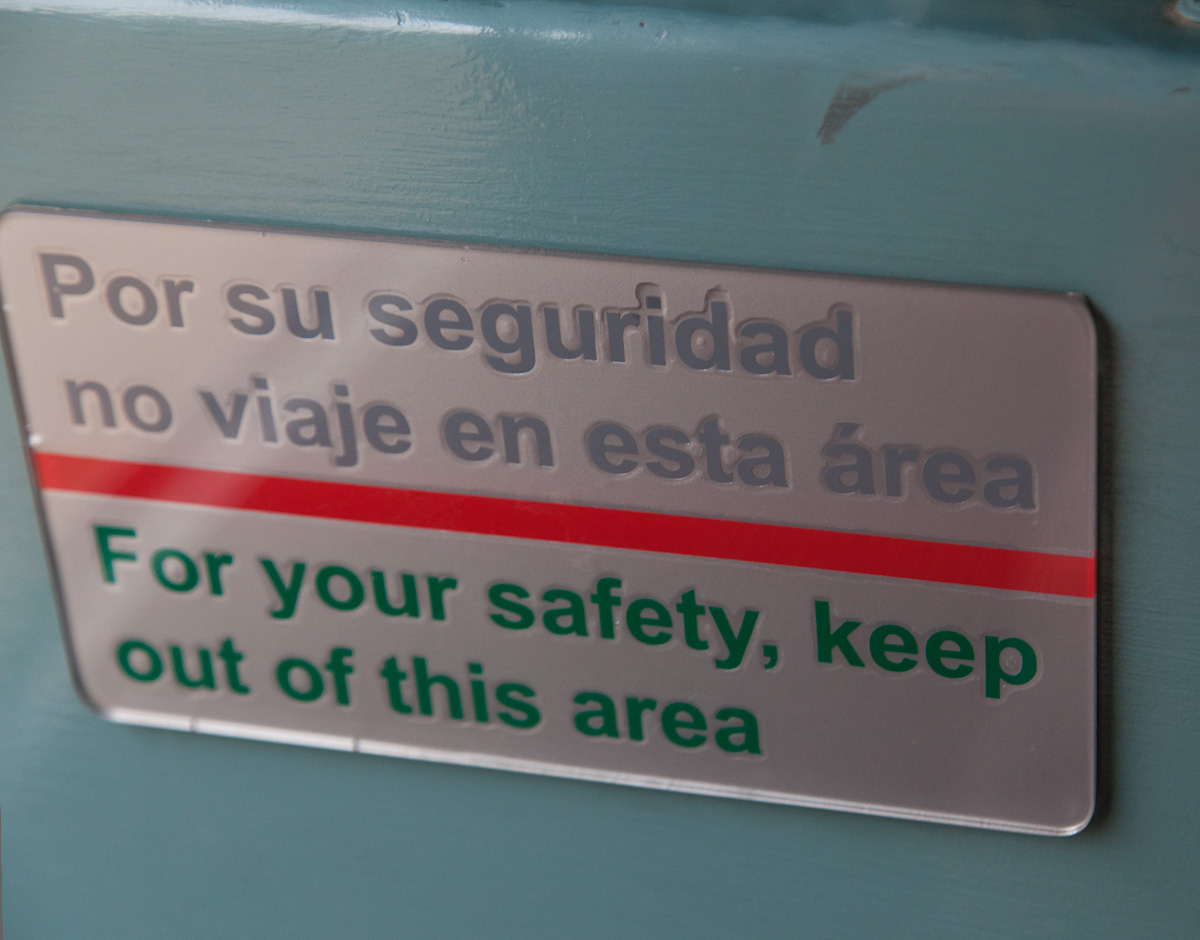 Por su seguridad
no viaje en esta área
For your safety, keep
out of this area